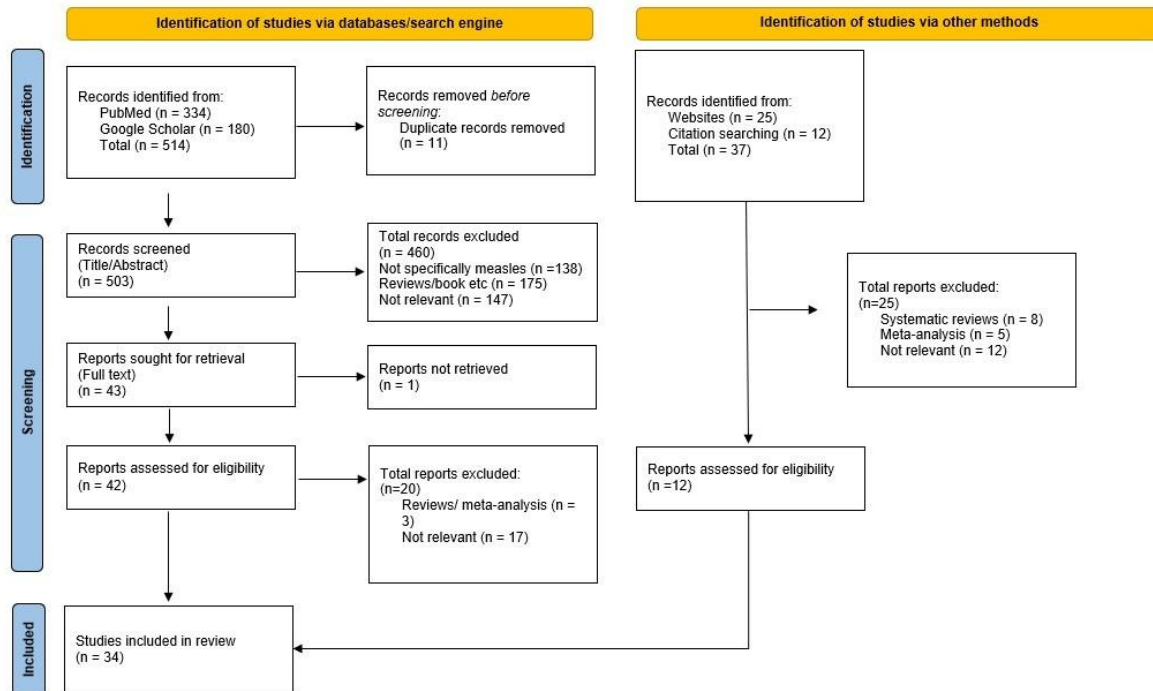 Identification of studies via databases/search engine
Identification of studies via other methods
Identification
Records identified from:
PubMed (n = 334)
Google Scholar (n = 180)
Total (n = 514)
Records removed before
screening:
Duplicate records removed
(n = 11)
Records identified from:
Websites (n = 25)
Citation searching (n = 12)
Total (n = 37)
Screening
Records screened
(Title/Abstract)
(n = 503)
Total records excluded
(n = 460)
Not specifically measles (n =138)
Reviews/book etc (n = 175)
Not relevant (n = 147)
Total reports excluded:
(n=25)
Systematic reviews (n = 8)
Meta-analysis (n = 5)
Not relevant (n = 12)
Reports sought for retrieval
(Full text)
(n = 43)
Reports not retrieved
(n = 1)
Reports assessed for eligibility
(n = 42)
Total reports excluded:
(n=20)
Reviews/ meta-analysis (n =
3)
Not relevant (n = 17)
Reports assessed for eligibility
(n =12)
Included
Studies included in review
(n = 34)